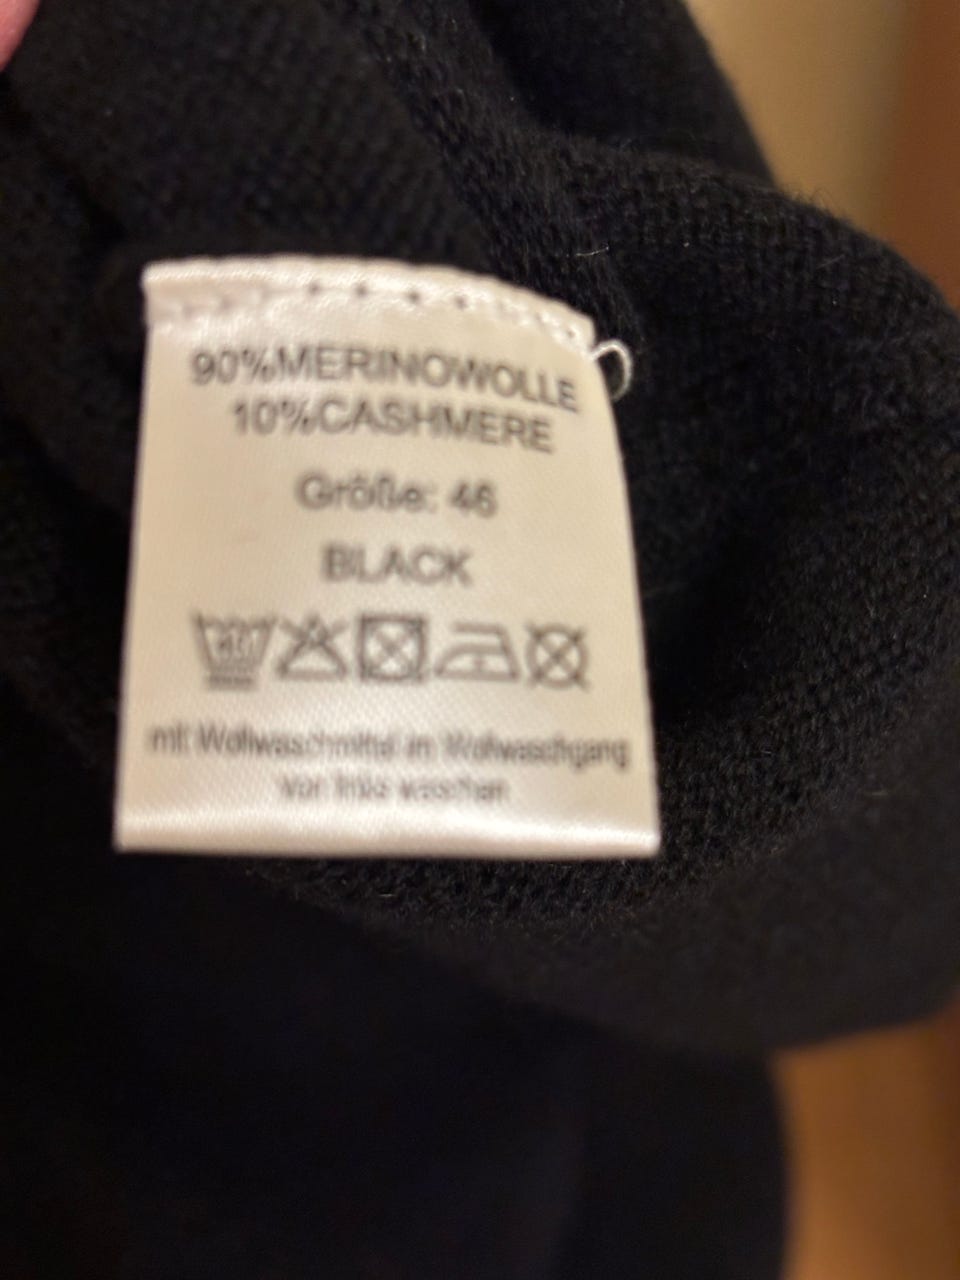 90%MERINOWOLLE
10%CASHMERE
Größe: 46
BLACK
mit Wollwaschmittel im Wollwaschgang
von links waschen